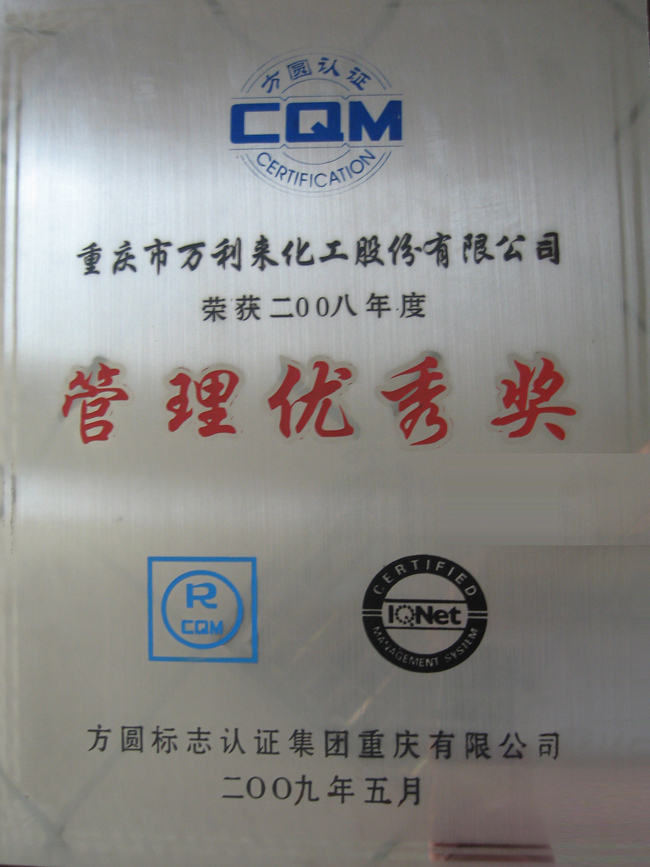 方圆认证
CQM
CERTIFICATION
重庆市万利来化工股份有限公司
荣获二00八年度
管理优秀奖
R
CQM
CERTIFIED
IQNet
MANAGEMENT SYSTEM
方圆标志认证集团重庆有限公司
二00九年五月